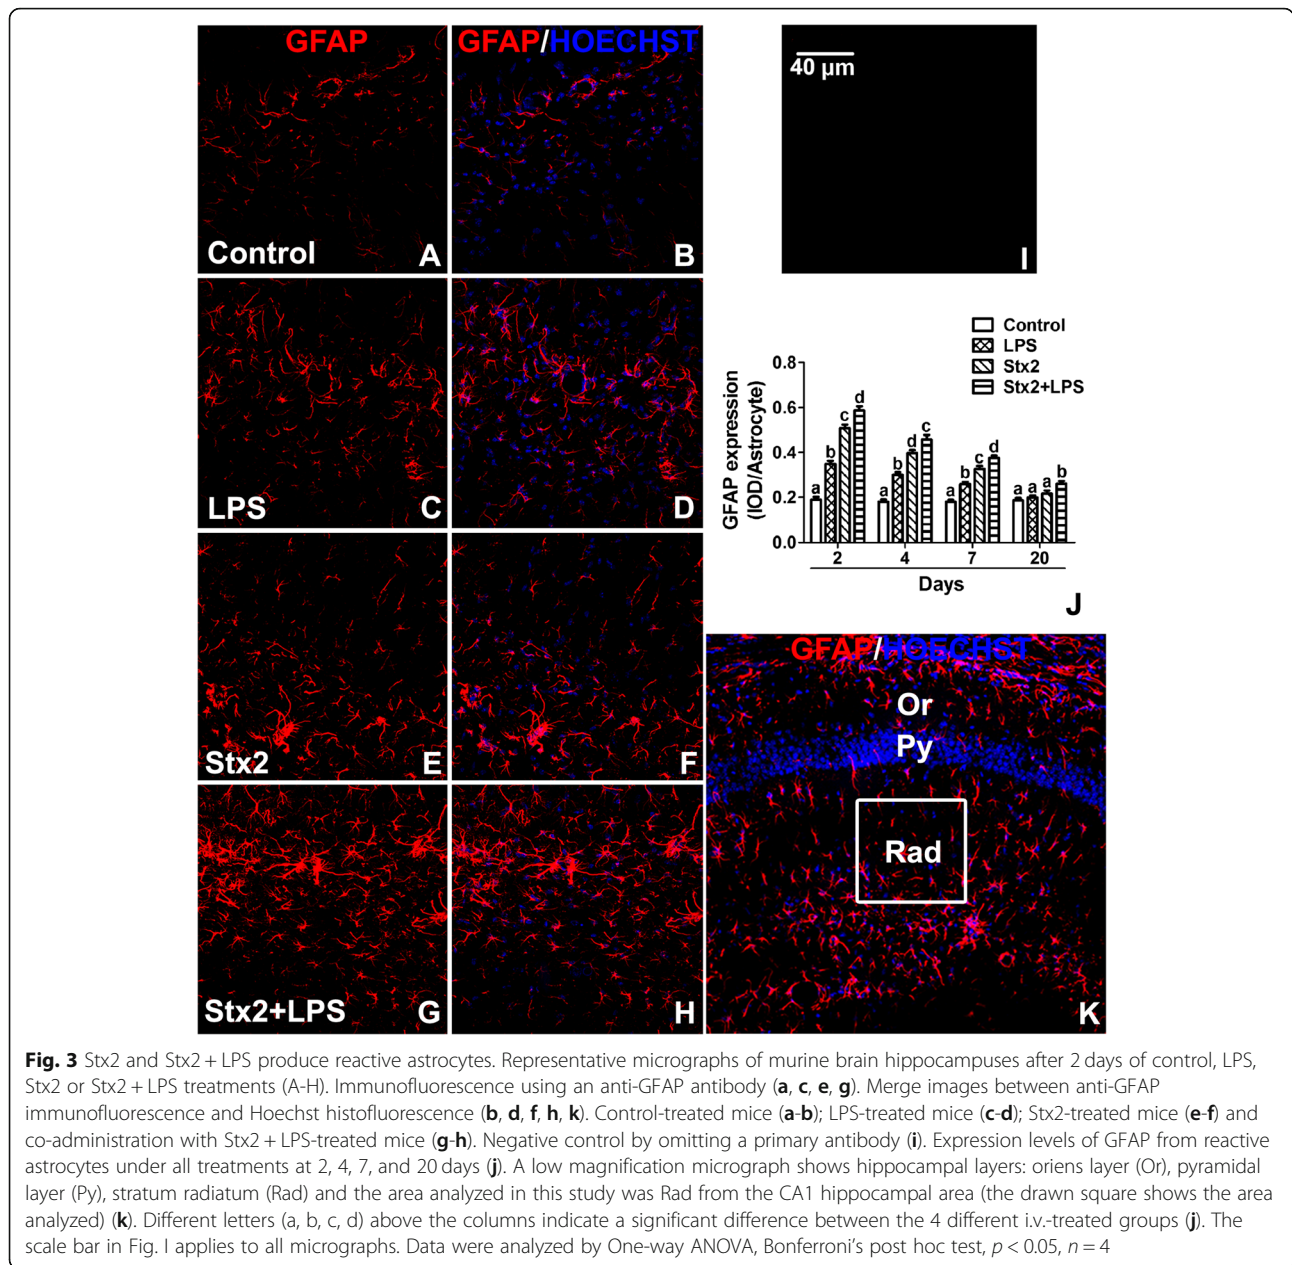 GFAP
GFAP/HOECHST
Control
A
B
40 µm
I
LPS
C
D
Stx2
E
F
Stx2+LPS
G
H
Control
LPS
Stx2
Stx2+LPS
GFAP expression
(IOD/Astrocyte)
0.8
0.6
0.4
0.2
0.0
a b c d
a b d c
a b c d
a a a b
2 4 7 20
Days
J
GFAP/HOECHST
Or
Py
Rad
K
Fig. 3 Stx2 and Stx2 + LPS produce reactive astrocytes. Representative micrographs of murine brain hippocampuses after 2 days of control, LPS,
Stx2 or Stx2 + LPS treatments (A-H). Immunofluorescence using an anti-GFAP antibody (a, c, e, g). Merge images between anti-GFAP
immunofluorescence and Hoechst histofluorescence (b, d, f, h, k). Control-treated mice (a-b); LPS-treated mice (c-d); Stx2-treated mice (e-f) and
co-administration with Stx2 + LPS-treated mice (g-h). Negative control by omitting a primary antibody (i). Expression levels of GFAP from reactive
astrocytes under all treatments at 2, 4, 7, and 20 days (j). A low magnification micrograph shows hippocampal layers: oriens layer (Or), pyramidal
layer (Py), stratum radiatum (Rad) and the area analyzed in this study was Rad from the CA1 hippocampal area (the drawn square shows the area
analyzed) (k). Different letters (a, b, c, d) above the columns indicate a significant difference between the 4 different i.v.-treated groups (j). The
scale bar in Fig. I applies to all micrographs. Data were analyzed by One-way ANOVA, Bonferroni's post hoc test, p < 0.05, n = 4